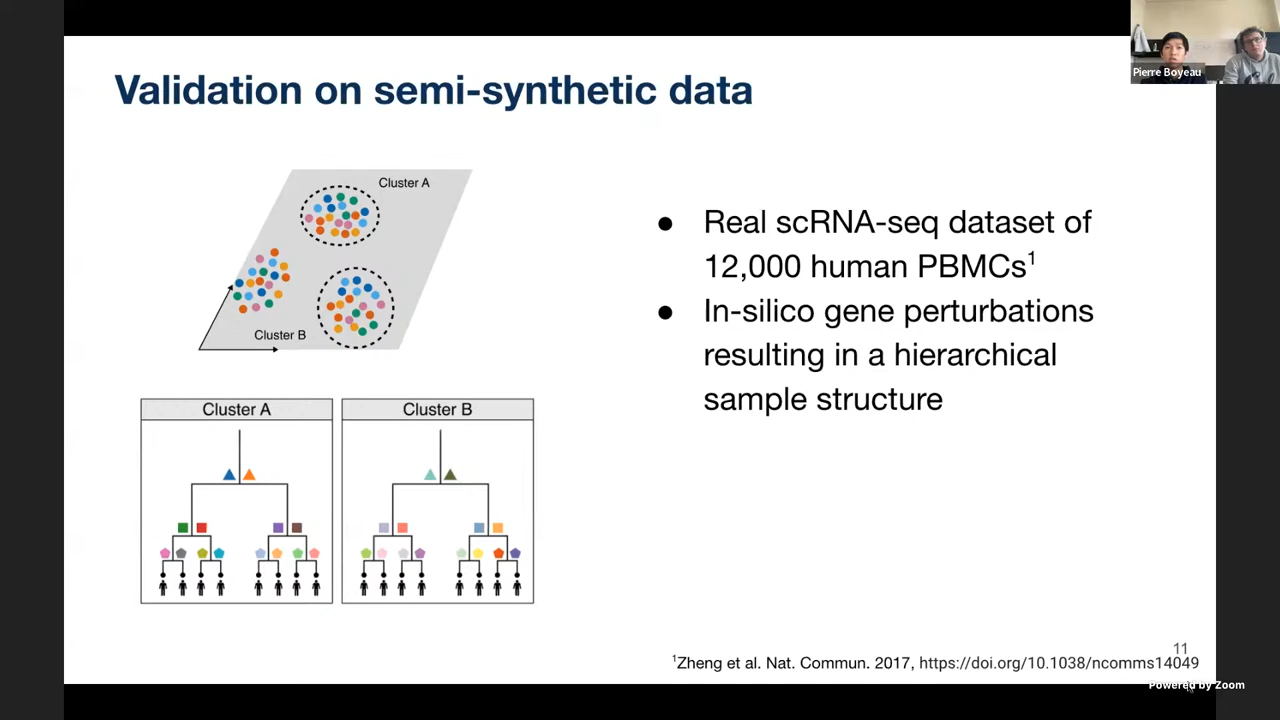 Pierre Boyeau
Validation on semi-synthetic data
Cluster A
Cluster B
● Real scRNA-seq dataset of
12,000 human PBMCs¹
● In-silico gene perturbations
resulting in a hierarchical
sample structure
Cluster A
Cluster B
11
¹Zheng et al. Nat. Commun. 2017, https://doi.org/10.1038/ncomms14049
Powered by Zoom